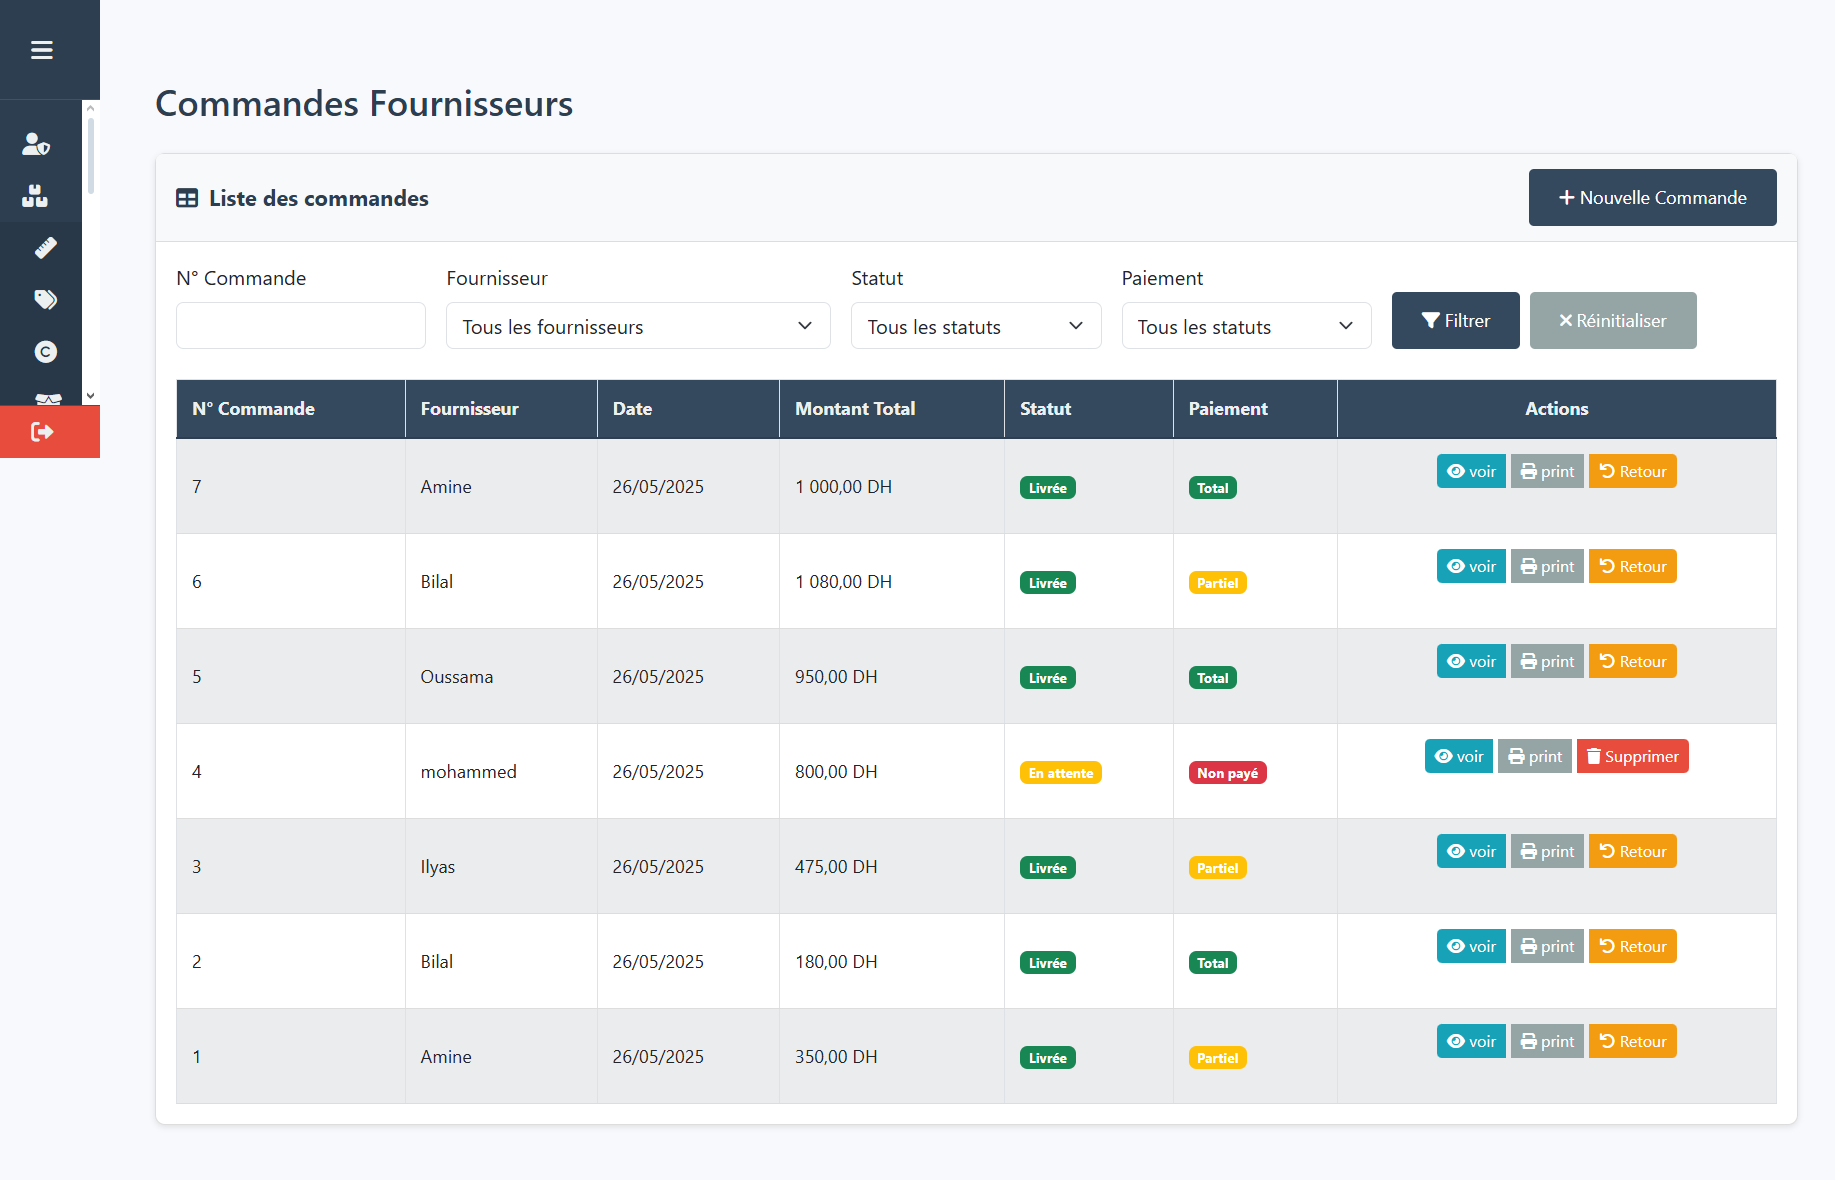 Commandes Fournisseurs
Liste des commandes
Nouvelle Commande
N° Commande Fournisseur Statut Paiement
Tous les fournisseurs Tous les statuts Tous les statuts Filtrer Réinitialiser
N° Commande Fournisseur Date Montant Total Statut Paiement Actions
7 Amine 26/05/2025 1 000,00 DH Livrée Total voir print Retour
6 Bilal 26/05/2025 1 080,00 DH Livrée Partiel voir print Retour
5 Oussama 26/05/2025 950,00 DH Livrée Total voir print Retour
4 mohammed 26/05/2025 800,00 DH En attente Non payé voir print Supprimer
3 Ilyas 26/05/2025 475,00 DH Livrée Partiel voir print Retour
2 Bilal 26/05/2025 180,00 DH Livrée Total voir print Retour
1 Amine 26/05/2025 350,00 DH Livrée Partiel voir print Retour